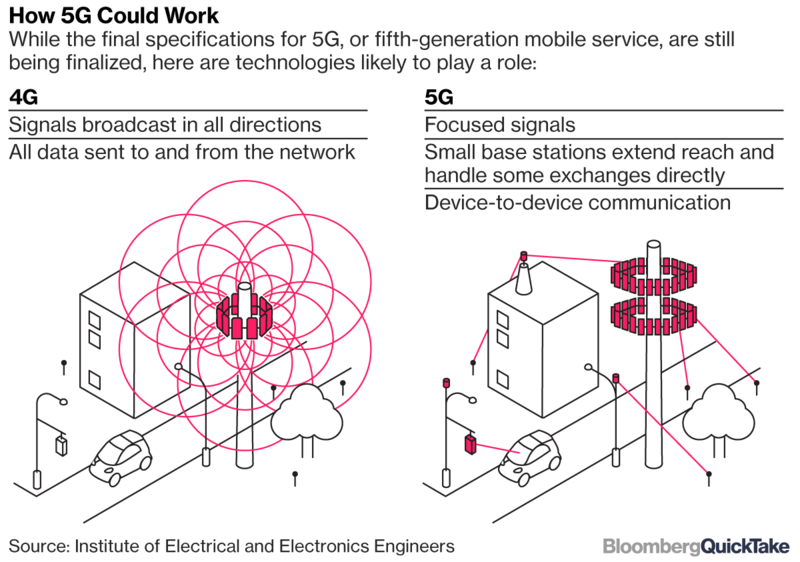 How 5G Could Work
While the final specifications for 5G, or fifth-generation mobile service, are still
being finalized, here are technologies likely to play a role:
4G
Signals broadcast in all directions
All data sent to and from the network
5G
Focused signals
Small base stations extend reach and
handle some exchanges directly
Device-to-device communication
Source: Institute of Electrical and Electronics Engineers
BloombergQuickTake